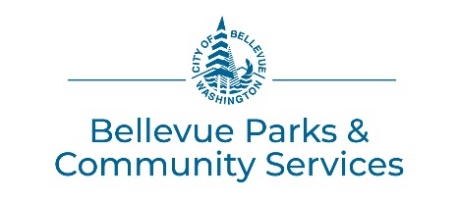 CITY OF BELLEVUE
WASHINGTON
Bellevue Parks &
Community Services